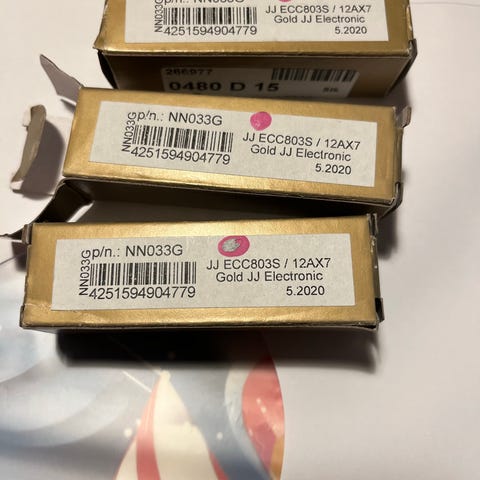 NN033G p/n.: NN033G
4251594904779
JJ ECC803S / 12AX7
Gold JJ Electronic
5.2020
266977
0480 D 15
NN033G p/n.: NN033G
4251594904779
JJ ECC803S / 12AX7
Gold JJ Electronic
5.2020
NN033G p/n.: NN033G
4251594904779
JJ ECC803S / 12AX7
Gold JJ Electronic
5.2020